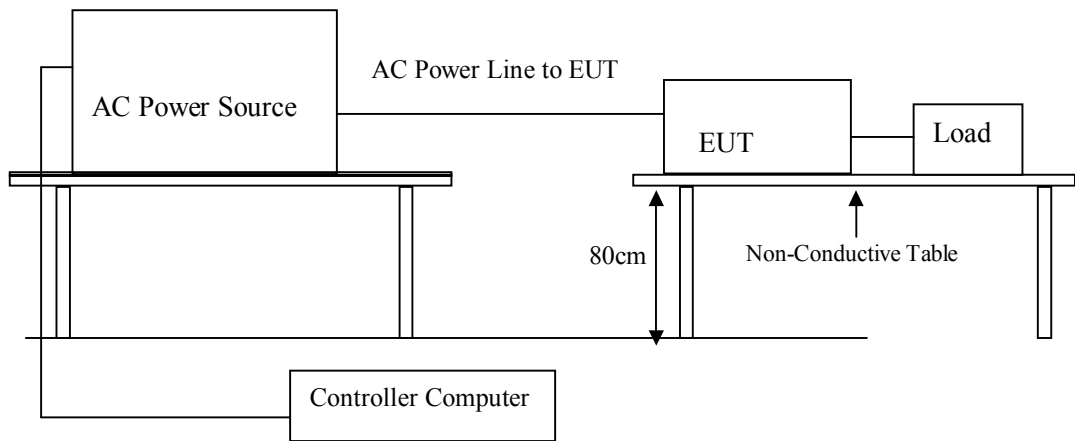 AC Power Line to EUT
AC Power Source
EUT
Load
80cm
Non-Conductive Table
Controller Computer